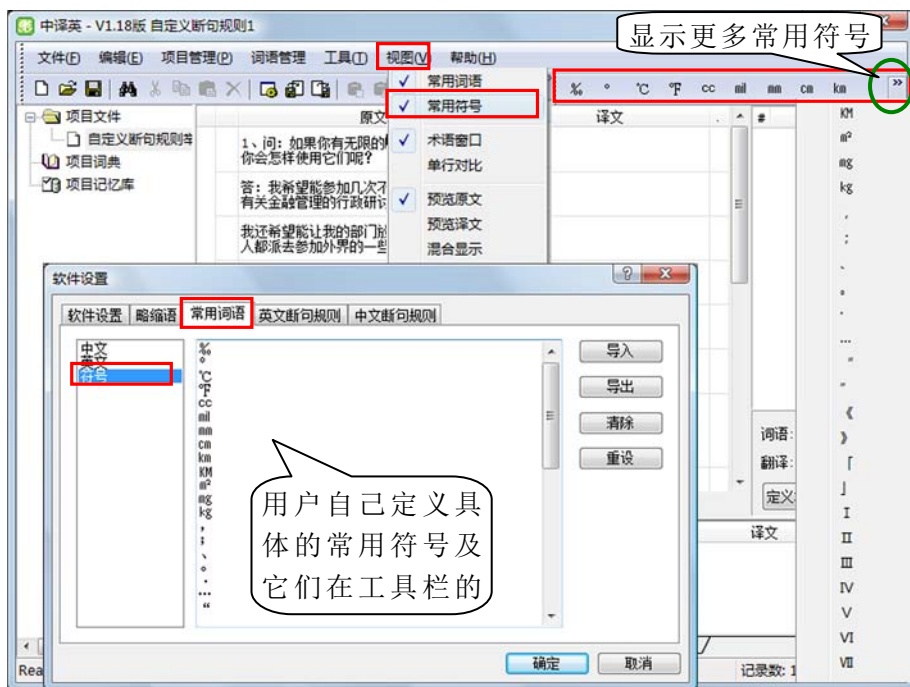 中译英 - V1.18版 自定义断句规则1
显示更多常用符号
文件(F) 编辑(E) 项目管理(P) 词语管理 工具(T) 视图(V) 帮助(H)
常用词语
常用符号
术语窗口
单行对比
预览原文
预览译文
混合显示
‰ ° ℃ ℉ cc mil mm cm km »
项目文件
自定义断句规则
项目词典
项目记忆库
原文
译文
#
1、问：如果你有无限的
你会怎样使用它们呢？
答：我希望能参加几次不
有关金融管理的行政研讨
我还希望能让我的部门
人都派去参加外界的一些
KM
m²
mg
kg
，
；
、
。
．
…
“
”
《
》
「
」
Ⅰ
Ⅱ
Ⅲ
Ⅳ
Ⅴ
Ⅵ
Ⅶ
软件设置
软件设置 略缩语 常用词语 英文断句规则 中文断句规则
中文
英文
符号
‰
°
℃
℉
cc
mil
mm
cm
km
KM
m²
mg
kg
，
；
、
。
．
…
“
导入
导出
清除
重设
用户自己定义具
体的常用符号及
它们在工具栏的
确定 取消
词语:
翻译:
定义
译文
Rea
记录数: 1